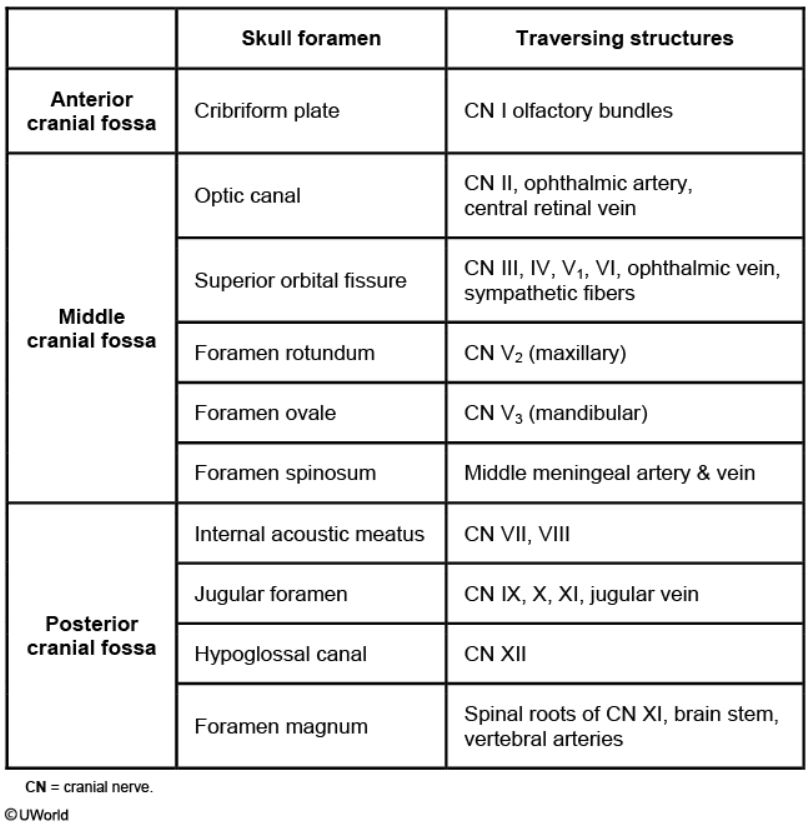 Skull foramen
Traversing structures
Anterior
cranial fossa
Cribriform plate
CN I olfactory bundles
Middle
cranial fossa
Optic canal
CN II, ophthalmic artery,
central retinal vein
Superior orbital fissure
CN III, IV, V₁, VI, ophthalmic vein,
sympathetic fibers
Foramen rotundum
CN V₂ (maxillary)
Foramen ovale
CN V₃ (mandibular)
Foramen spinosum
Middle meningeal artery & vein
Posterior
cranial fossa
Internal acoustic meatus
CN VII, VIII
Jugular foramen
CN IX, X, XI, jugular vein
Hypoglossal canal
CN XII
Foramen magnum
Spinal roots of CN XI, brain stem,
vertebral arteries
CN = cranial nerve.
©UWorld